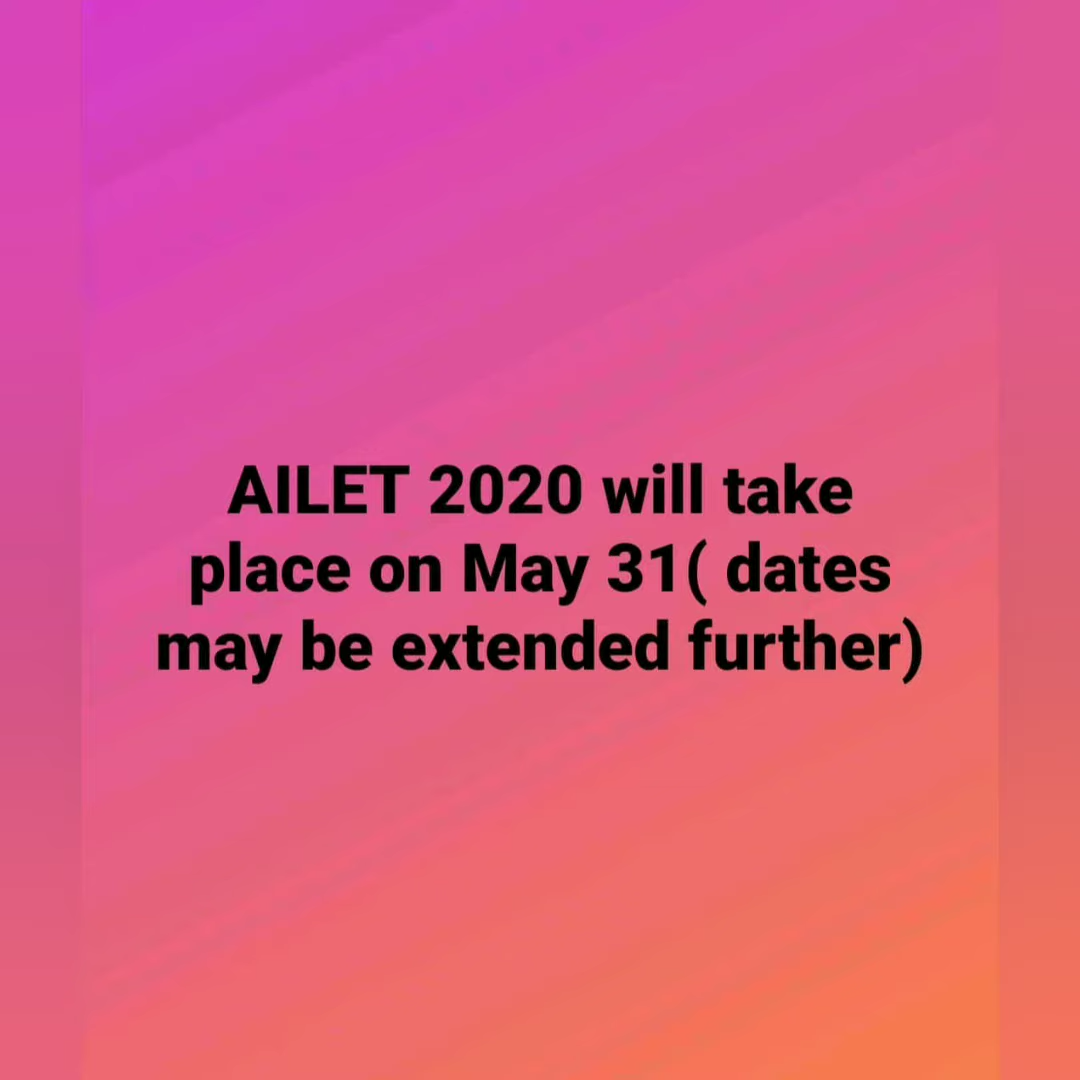 AILET 2020 will take
place on May 31( dates
may be extended further)